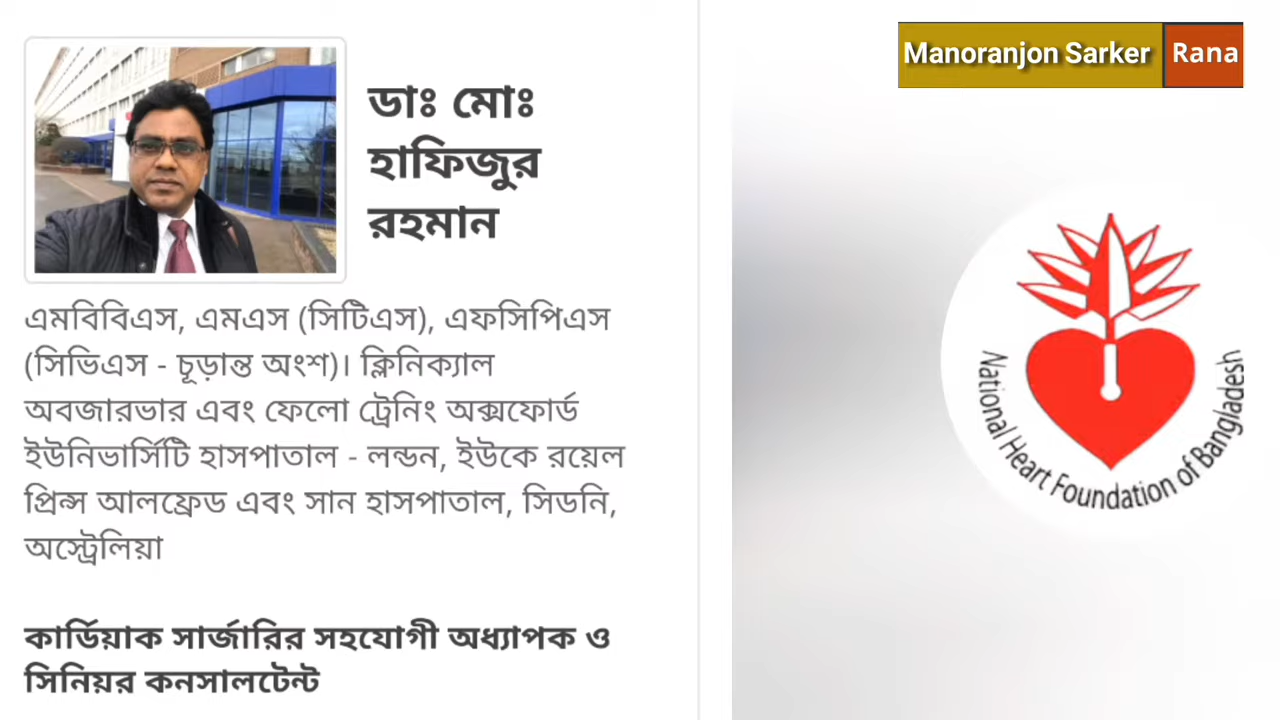 Manoranjon Sarker Rana
ডাঃ মোঃ
হাফিজুর
রহমান
এমবিবিএস, এমএস (সিটিএস), এফসিপিএস
(সিভিএস - চূড়ান্ত অংশ)। ক্লিনিক্যাল
অবজারভার এবং ফেলো ট্রেনিং অক্সফোর্ড
ইউনিভার্সিটি হাসপাতাল - লন্ডন, ইউকে রয়েল
প্রিন্স আলফ্রেড এবং সান হাসপাতাল, সিডনি,
অস্ট্রেলিয়া
কার্ডিয়াক সার্জারির সহযোগী অধ্যাপক ও
সিনিয়র কনসালটেন্ট
National Heart Foundation of Bangladesh